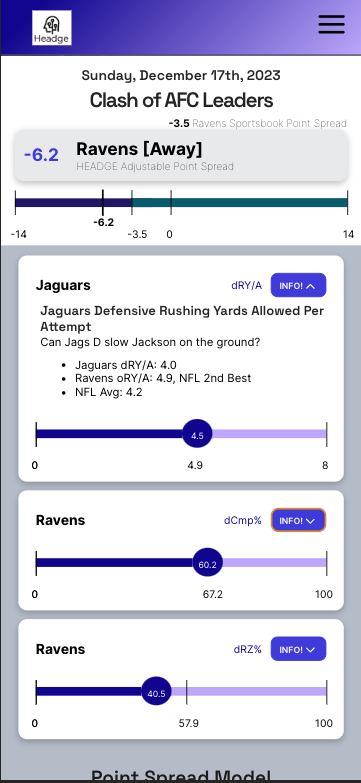 Headge
Sunday, December 17th, 2023
Clash of AFC Leaders
-3.5 Ravens Sportsbook Point Spread
-6.2 Ravens [Away]
HEADGE Adjustable Point Spread
-6.2
-14 -3.5 0 14
Jaguars dRY/A INFO!
Jaguars Defensive Rushing Yards Allowed Per
Attempt
Can Jags D slow Jackson on the ground?
• Jaguars dRY/A: 4.0
• Ravens oRY/A: 4.9, NFL 2nd Best
• NFL Avg: 4.2
4.5
0 4.9 8
Ravens dCmp% INFO!
60.2
0 67.2 100
Ravens dRZ% INFO!
40.5
0 57.9 100
Point Spread Model